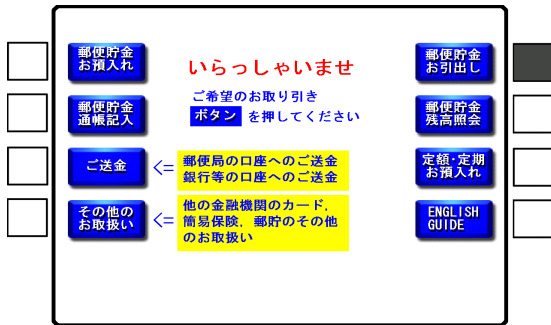 いらっしゃいませ
ご希望のお取り引き
ボタン を押してください
郵便貯金
お預入れ
郵便貯金
通帳記入
ご送金
<= 郵便局の口座へのご送金
銀行等の口座へのご送金
その他の
お取扱い
<= 他の金融機関のカード,
簡易保険, 郵貯のその他
のお取扱い
郵便貯金
お引出し
郵便貯金
残高照会
定額・定期
お預入れ
ENGLISH
GUIDE